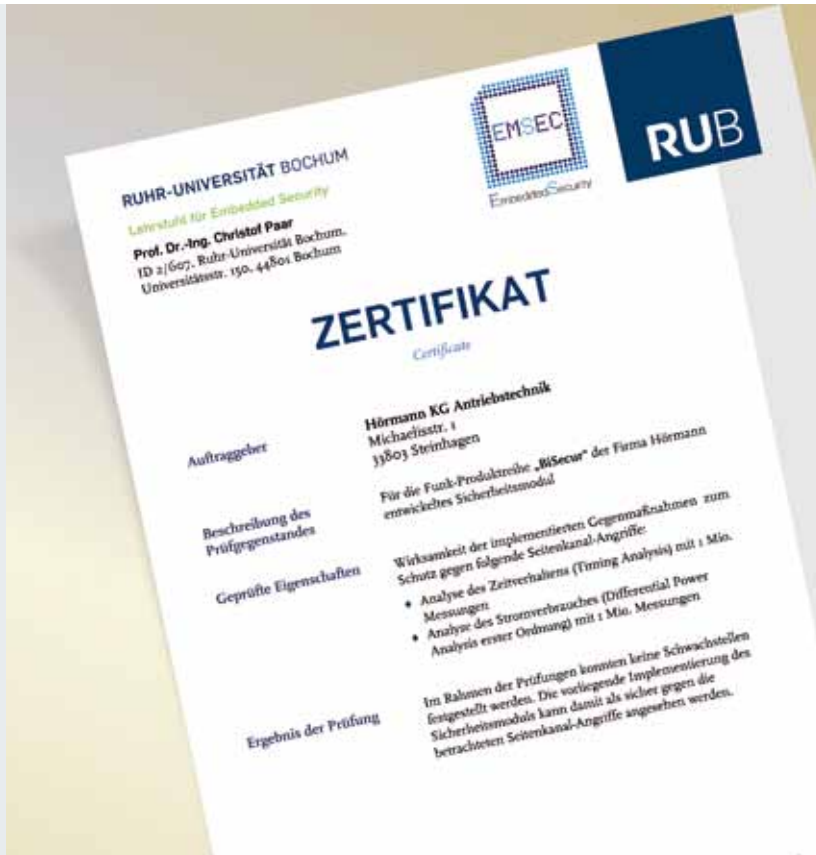 EMSEC
Embedded Security
RUB
RUHR-UNIVERSITÄT BOCHUM
Lehrstuhl für Embedded Security
Prof. Dr.-Ing. Christof Paar
ID 2/607, Ruhr-Universität Bochum,
Universitätsstr. 150, 44801 Bochum
ZERTIFIKAT
Certificate
Auftraggeber
Hörmann KG Antriebstechnik
Michaelisstr. 1
33803 Steinhagen
Beschreibung des
Prüfgegenstandes
Für die Funk-Produktreihe „BiSecur“ der Firma Hörmann
entwickeltes Sicherheitsmodul
Geprüfte Eigenschaften
Wirksamkeit der implementierten Gegenmaßnahmen zum
Schutz gegen folgende Seitenkanal-Angriffe:
• Analyse des Zeitverhaltens (Timing Analysis) mit 1 Mio.
Messungen
• Analyse des Stromverbrauches (Differential Power
Analysis erster Ordnung) mit 1 Mio. Messungen
Ergebnis der Prüfung
Im Rahmen der Prüfungen konnten keine Schwachstellen
festgestellt werden. Die vorliegende Implementierung des
Sicherheitsmoduls kann damit als sicher gegen die
betrachteten Seitenkanal-Angriffe angesehen werden.